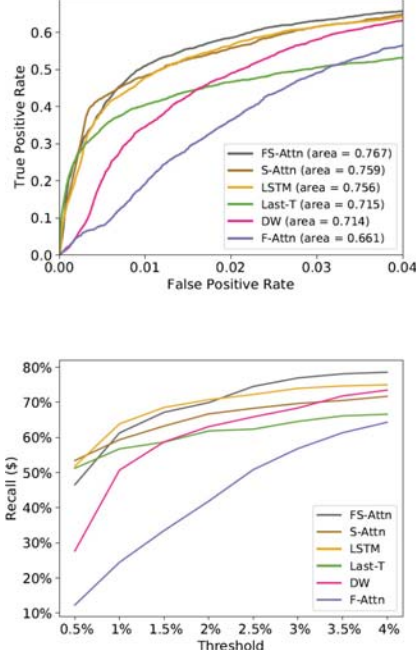 True Positive Rate
0.6
0.5
0.4
0.3
0.2
0.1
0.0
FS-Attn (area = 0.767)
S-Attn (area = 0.759)
LSTM (area = 0.756)
Last-T (area = 0.715)
DW (area = 0.714)
F-Attn (area = 0.661)
0.00 0.01 0.02 0.03 0.04
False Positive Rate
Recall ($)
80%
70%
60%
50%
40%
30%
20%
10%
FS-Attn
S-Attn
LSTM
Last-T
DW
F-Attn
0.5% 1% 1.5% 2% 2.5% 3% 3.5% 4%
Threshold